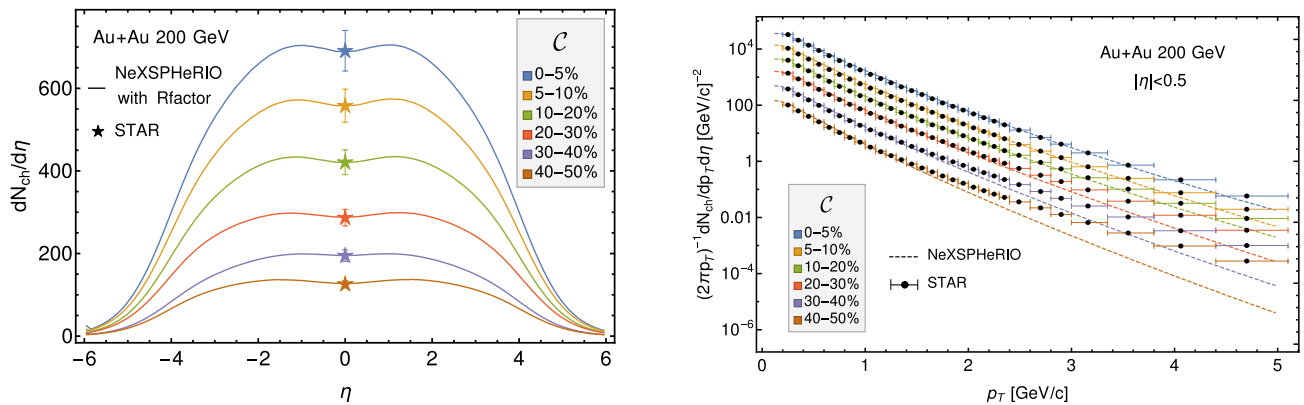 Au+Au 200 GeV
NeXSPHeRIO
with Rfactor
STAR
C
0–5%
5–10%
10–20%
20–30%
30–40%
40–50%
dN_ch/dη
600
400
200
0
−6
−4
−2
0
2
4
6
η
Au+Au 200 GeV
|η|<0.5
C
0–5%
5–10%
10–20%
20–30%
30–40%
40–50%
NeXSPHeRIO
STAR
(2πp_T)^−1 dN_ch/dp_T dη [GeV/c]^−2
10^4
100
1
0.01
10^−4
10^−6
0
1
2
3
4
5
p_T [GeV/c]